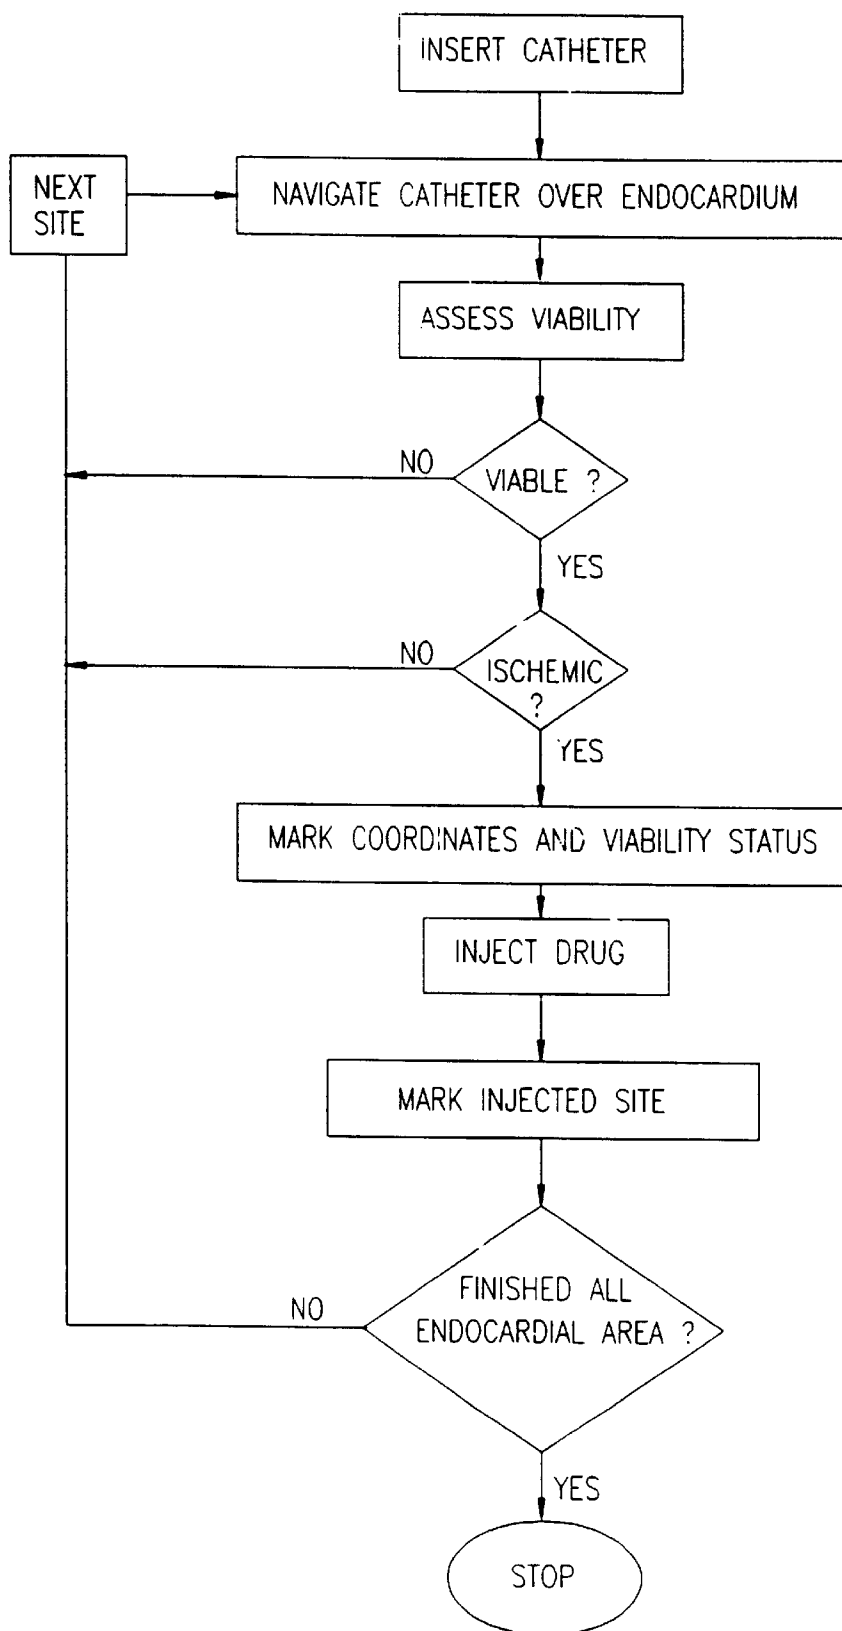 INSERT CATHETER
NEXT
SITE
NAVIGATE CATHETER OVER ENDOCARDIUM
ASSESS VIABILITY
NO
VIABLE ?
YES
NO
ISCHEMIC
?
YES
MARK COORDINATES AND VIABILITY STATUS
INJECT DRUG
MARK INJECTED SITE
FINISHED ALL
ENDOCARDIAL AREA ?
NO
YES
STOP